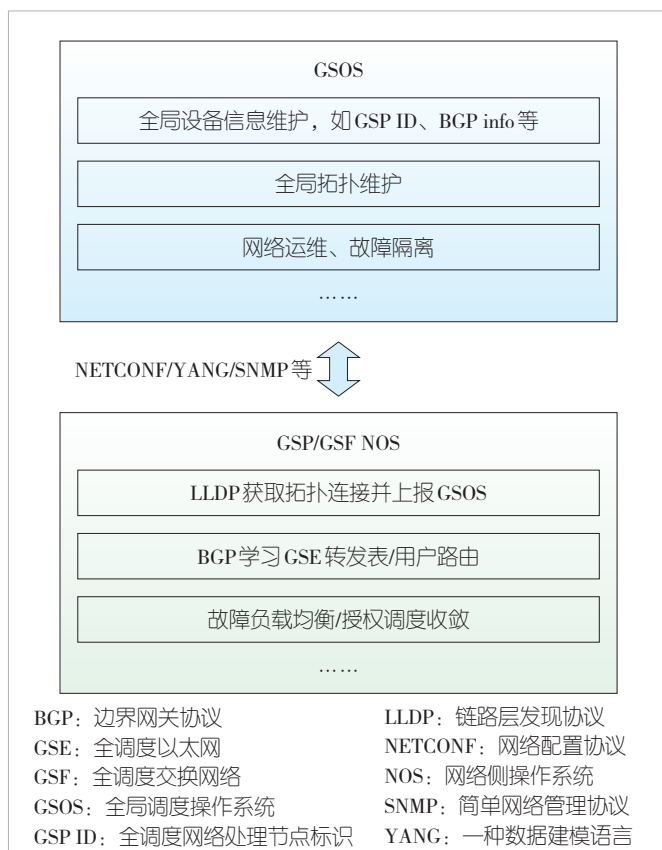 GSOS
全局设备信息维护，如GSP ID、BGP info等
全局拓扑维护
网络运维、故障隔离
……
NETCONF/YANG/SNMP等
GSP/GSF NOS
LLDP获取拓扑连接并上报GSOS
BGP学习GSE转发表/用户路由
故障负载均衡/授权调度收敛
……
BGP：边界网关协议
GSE：全调度以太网
GSF：全调度交换网络
GSOS：全局调度操作系统
GSP ID：全调度网络处理节点标识
LLDP：链路层发现协议
NETCONF：网络配置协议
NOS：网络侧操作系统
SNMP：简单网络管理协议
YANG：一种数据建模语言